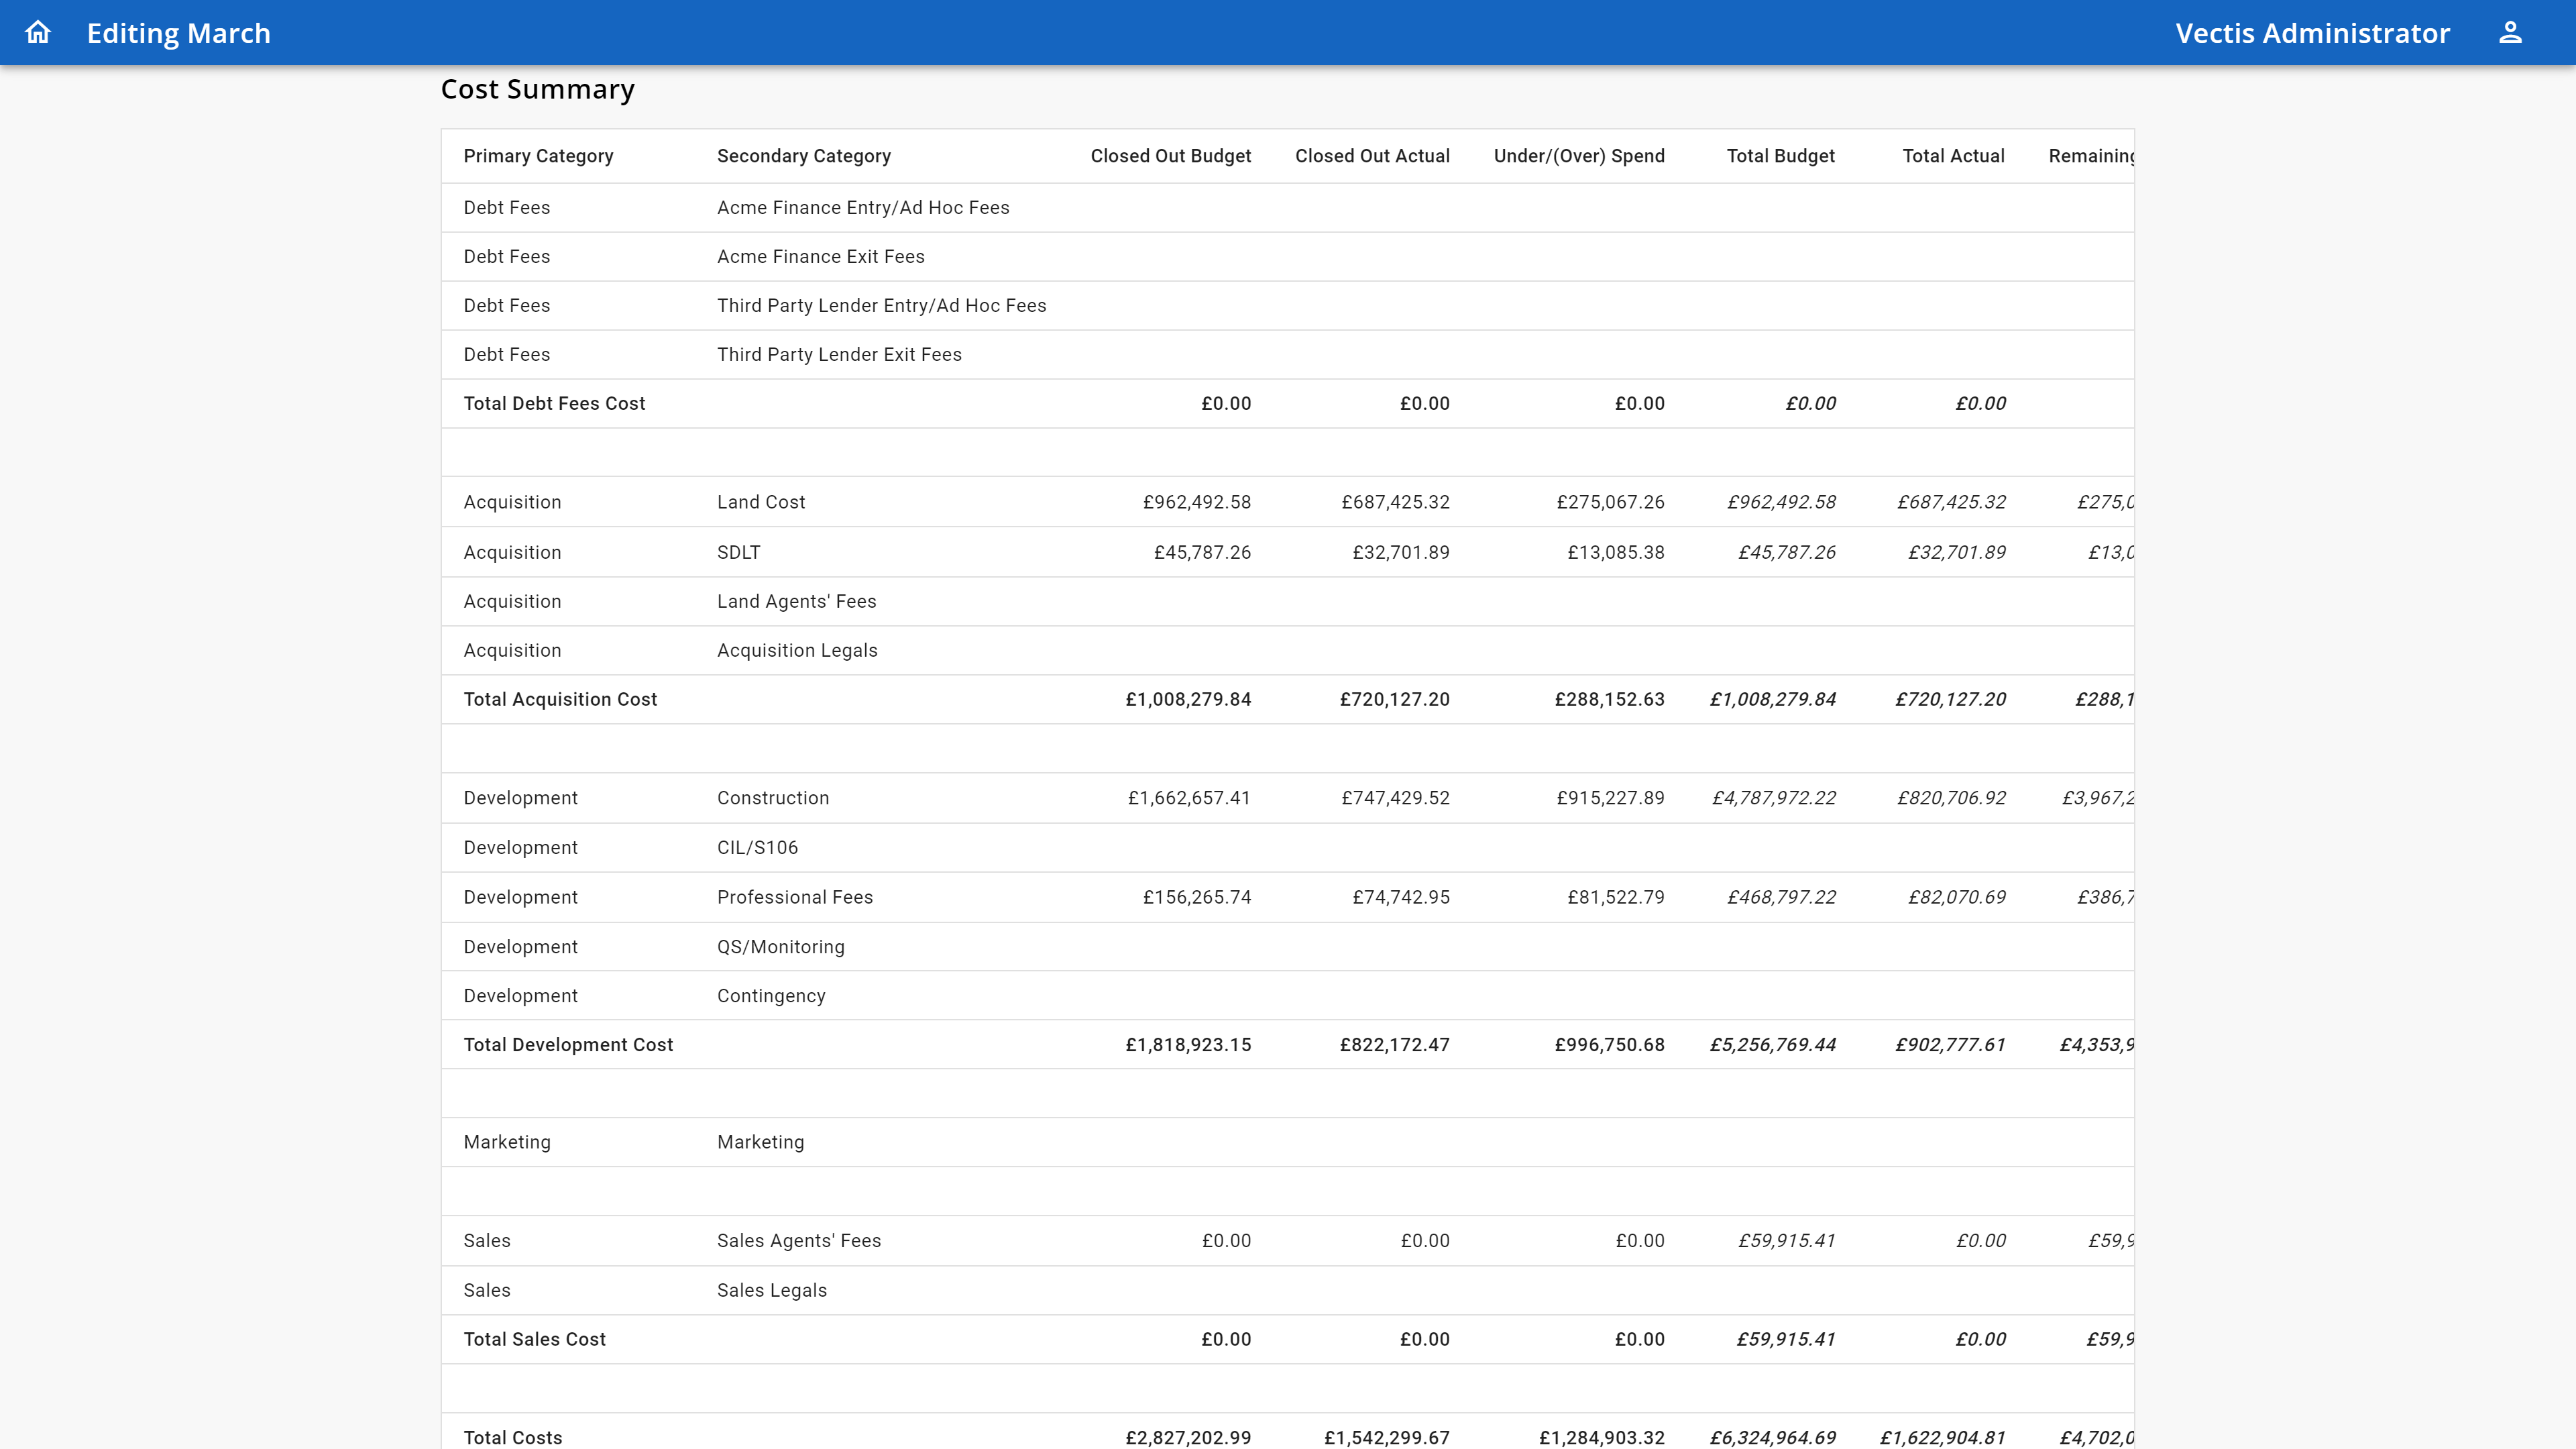 Editing March
Vectis Administrator
Cost Summary
Primary Category Secondary Category Closed Out Budget Closed Out Actual Under/(Over) Spend Total Budget Total Actual Remaining
Debt Fees Acme Finance Entry/Ad Hoc Fees
Debt Fees Acme Finance Exit Fees
Debt Fees Third Party Lender Entry/Ad Hoc Fees
Debt Fees Third Party Lender Exit Fees
Total Debt Fees Cost £0.00 £0.00 £0.00 £0.00 £0.00
Acquisition Land Cost £962,492.58 £687,425.32 £275,067.26 £962,492.58 £687,425.32 £275,0
Acquisition SDLT £45,787.26 £32,701.89 £13,085.38 £45,787.26 £32,701.89 £13,0
Acquisition Land Agents' Fees
Acquisition Acquisition Legals
Total Acquisition Cost £1,008,279.84 £720,127.20 £288,152.63 £1,008,279.84 £720,127.20 £288,1
Development Construction £1,662,657.41 £747,429.52 £915,227.89 £4,787,972.22 £820,706.92 £3,967,2
Development CIL/S106
Development Professional Fees £156,265.74 £74,742.95 £81,522.79 £468,797.22 £82,070.69 £386,7
Development QS/Monitoring
Development Contingency
Total Development Cost £1,818,923.15 £822,172.47 £996,750.68 £5,256,769.44 £902,777.61 £4,353,9
Marketing Marketing
Sales Sales Agents' Fees £0.00 £0.00 £0.00 £59,915.41 £0.00 £59,9
Sales Sales Legals
Total Sales Cost £0.00 £0.00 £0.00 £59,915.41 £0.00 £59,9
Total Costs £2,827,202.99 £1,542,299.67 £1,284,903.32 £6,324,964.69 £1,622,904.81 £4,702,0